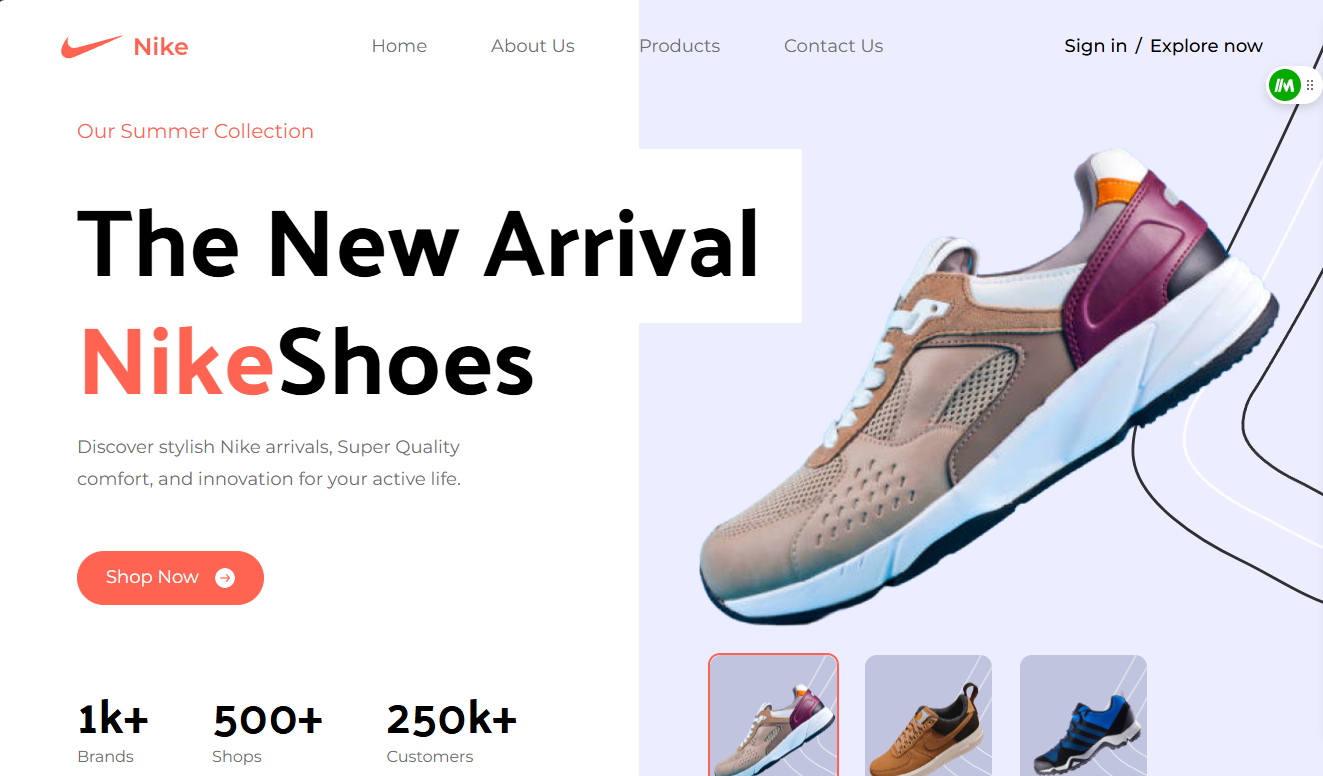 Nike
Home
About Us
Products
Contact Us
Sign in / Explore now
Our Summer Collection
The New Arrival
NikeShoes
Discover stylish Nike arrivals, Super Quality
comfort, and innovation for your active life.
Shop Now
1k+
Brands
500+
Shops
250k+
Customers